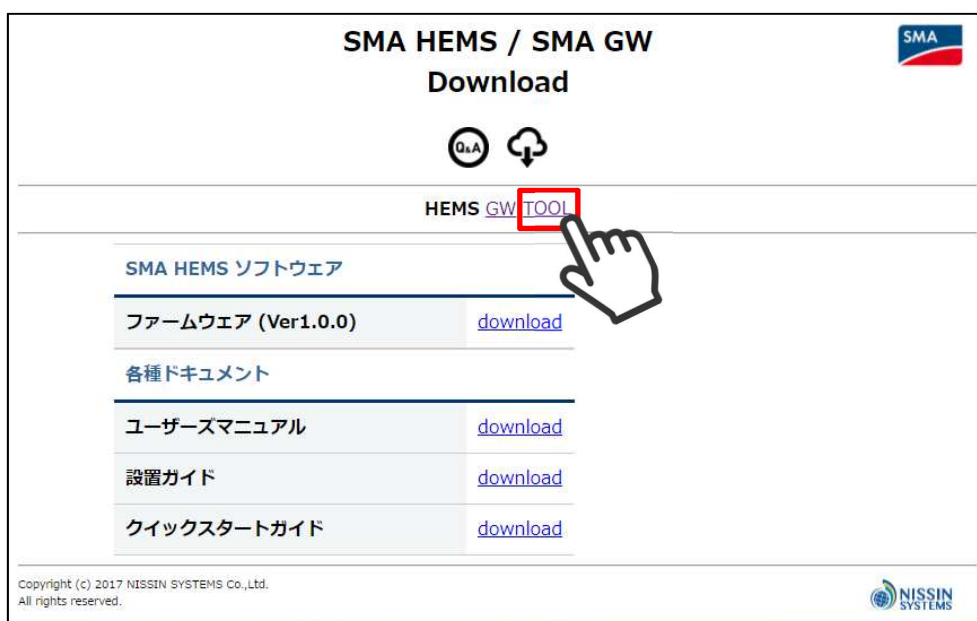 SMA HEMS / SMA GW
Download
SMA
Q&A
HEMS GW TOOL
SMA HEMS ソフトウェア
ファームウェア (Ver1.0.0) download
各種ドキュメント
ユーザーズマニュアル download
設置ガイド download
クイックスタートガイド download
Copyright (c) 2017 NISSIN SYSTEMS Co.,Ltd.
All rights reserved.
NISSIN
SYSTEMS